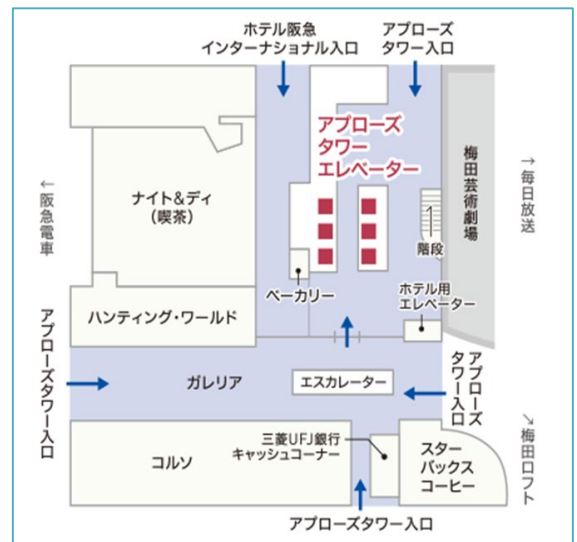 ホテル阪急
インターナショナル入口
アプローズ
タワー入口
アプローズ
タワー
エレベーター
梅田芸術劇場
→毎日放送
←阪急電車
ナイト&ディ
(喫茶)
階段
ベーカリー
ホテル用
エレベーター
ハンティング・ワールド
アプローズタワー入口
ガレリア
エスカレーター
アプローズ
タワー入口
→梅田ロフト
三菱UFJ銀行
キャッシュコーナー
コルソ
スター
バックス
コーヒー
アプローズタワー入口